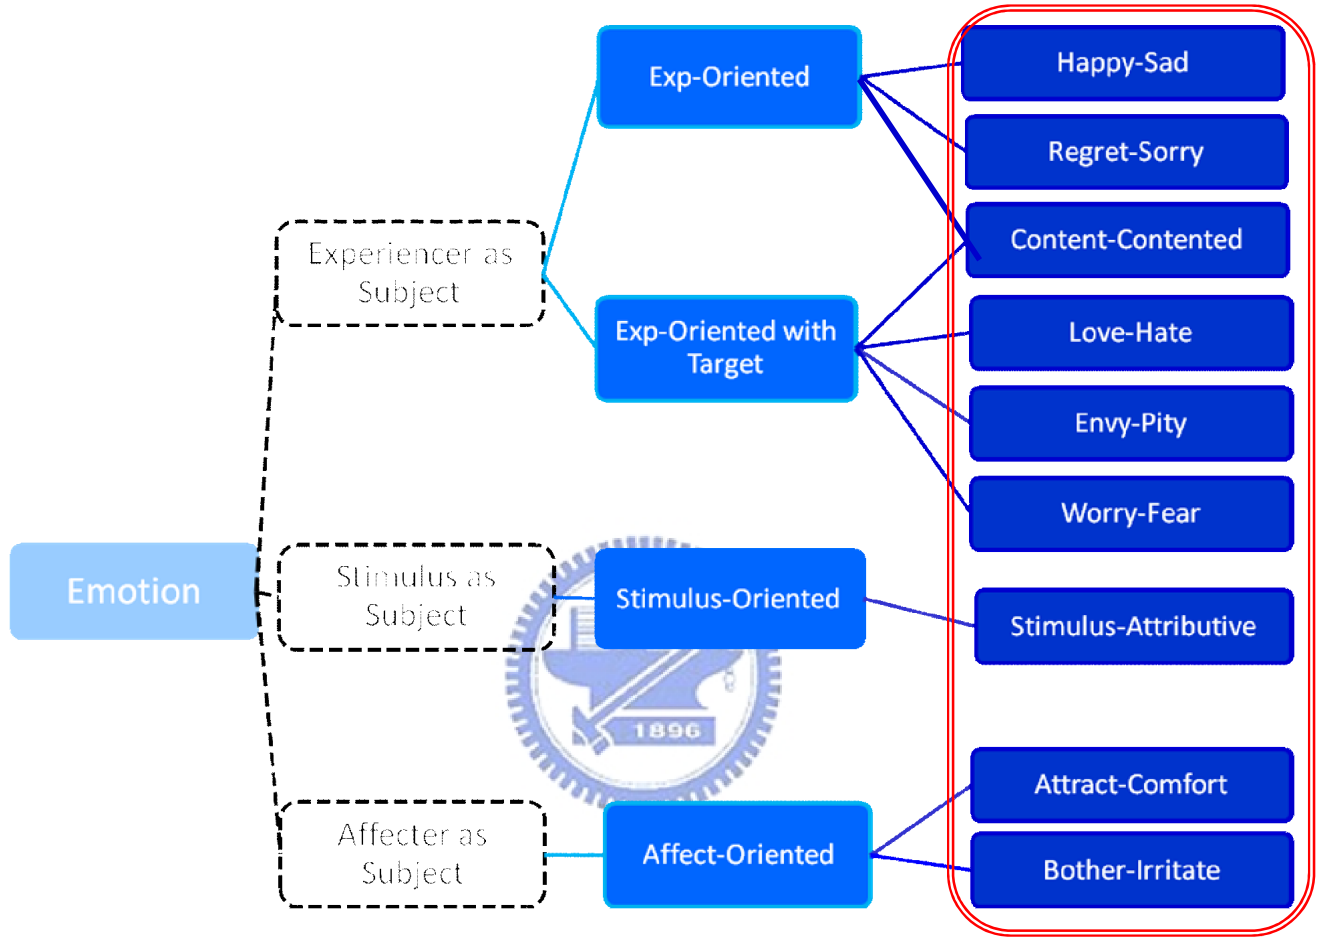 Exp-Oriented
Happy-Sad
Regret-Sorry
Experiencer as
Subject
Content-Contented
Exp-Oriented with
Target
Love-Hate
Envy-Pity
Worry-Fear
Emotion
Stimulus as
Subject
Stimulus-Oriented
Stimulus-Attributive
1896
Attract-Comfort
Affecter as
Subject
Affect-Oriented
Bother-Irritate